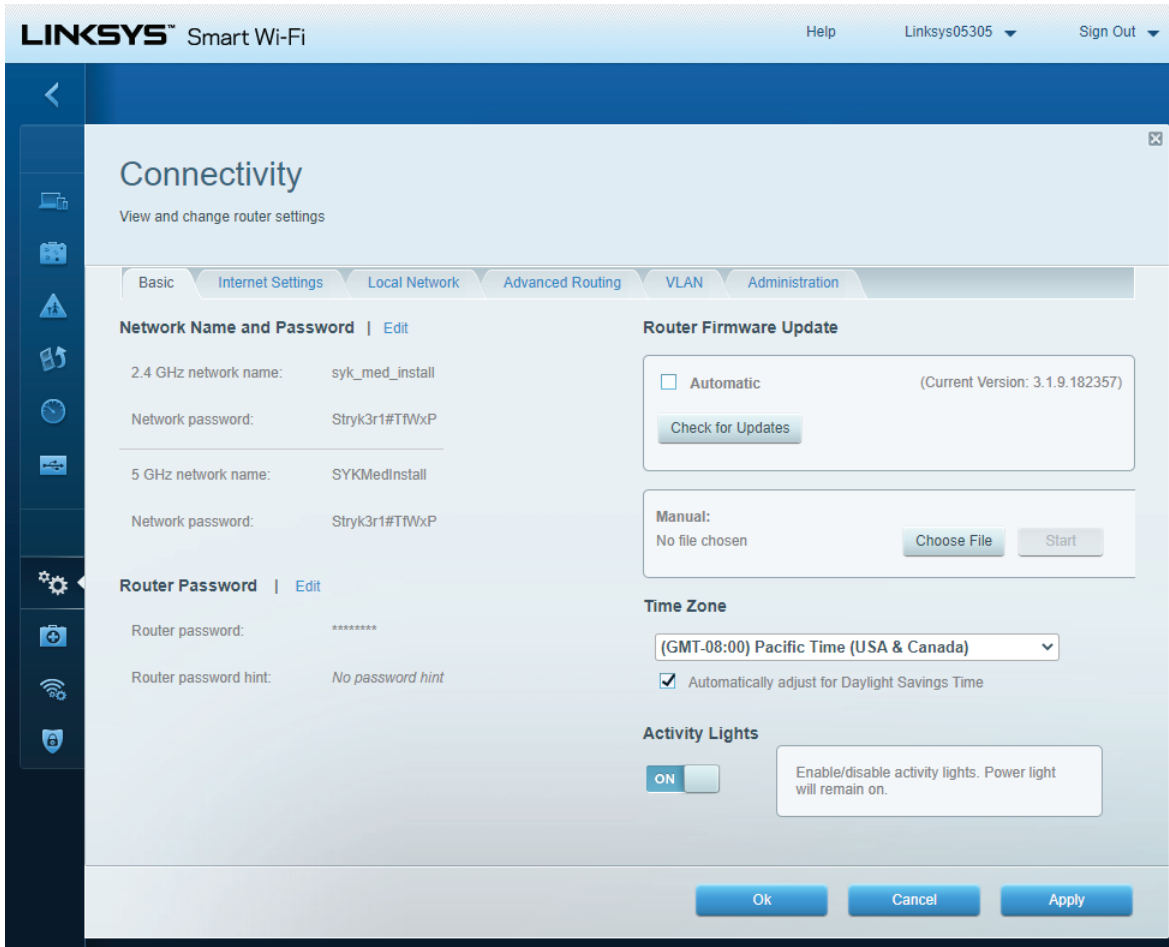 LINKSYS™ Smart Wi-Fi
Help
Linksys05305
Sign Out
Connectivity
View and change router settings
Basic
Internet Settings
Local Network
Advanced Routing
VLAN
Administration
Network Name and Password | Edit
2.4 GHz network name: syk_med_install
Network password: Stryk3r1#TfWxP
5 GHz network name: SYKMedInstall
Network password: Stryk3r1#TfWxP
Router Password | Edit
Router password: ********
Router password hint: No password hint
Router Firmware Update
Automatic
(Current Version: 3.1.9.182357)
Check for Updates
Manual:
No file chosen
Choose File
Start
Time Zone
(GMT-08:00) Pacific Time (USA & Canada)
Automatically adjust for Daylight Savings Time
Activity Lights
ON
Enable/disable activity lights. Power light
will remain on.
Ok
Cancel
Apply